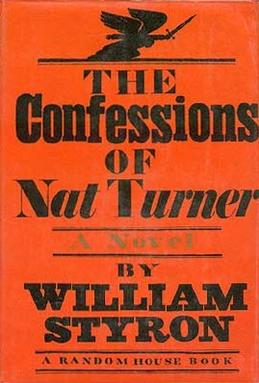 THE
Confessions
OF
Nat Turner
A Novel
BY
WILLIAM
STYRON
A RANDOM HOUSE BOOK